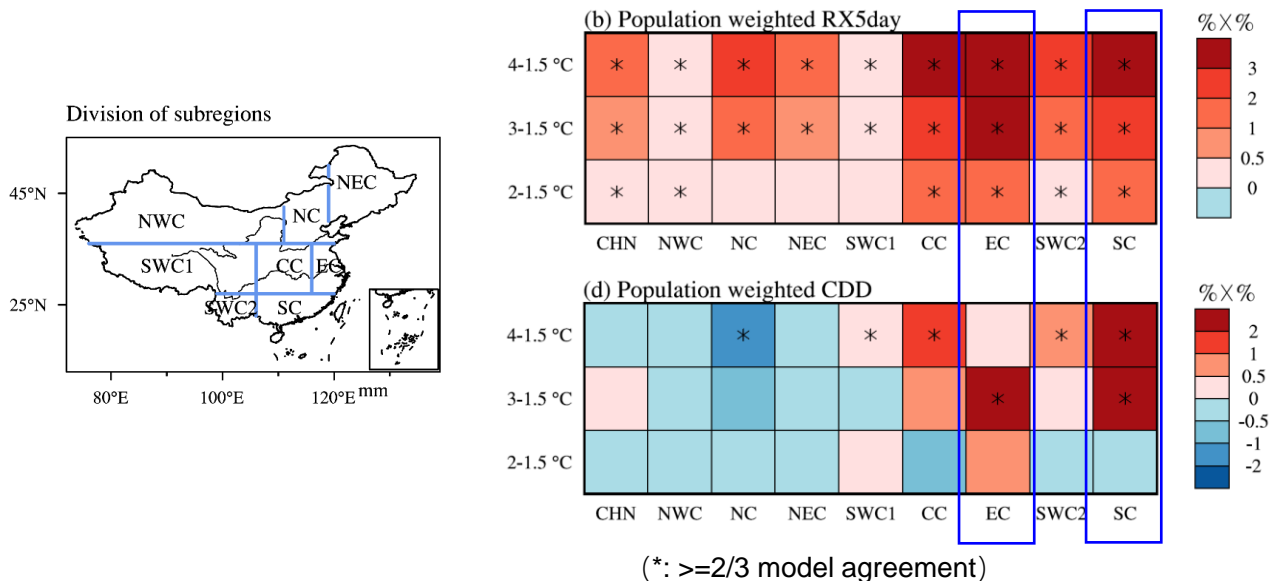 Division of subregions
45°N
25°N
80°E
100°E
120°E
mm
NEC
NC
NWC
SWC1
CC
EC
SWC2
SC
(b) Population weighted RX5day
4-1.5 °C
3-1.5 °C
2-1.5 °C
* * * * * * * * *
* * * * * * * * *
* * * * * *
CHN NWC NC NEC SWC1 CC EC SWC2 SC
%×%
3
2
1
0.5
0
(d) Population weighted CDD
4-1.5 °C
3-1.5 °C
2-1.5 °C
* * * * *
* *
CHN NWC NC NEC SWC1 CC EC SWC2 SC
%×%
2
1
0.5
0
-0.5
-1
-2
(*: >=2/3 model agreement)